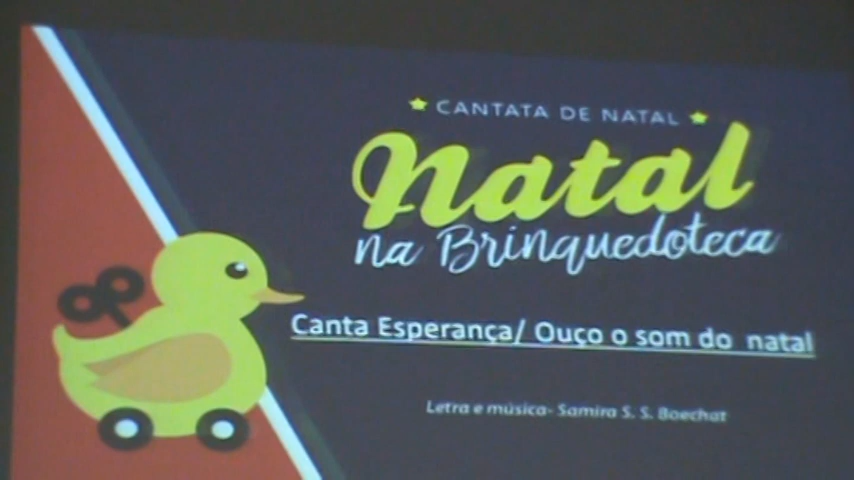 CANTATA DE NATAL
Natal
na Brinquedoteca
Canta Esperança/ Ouço o som do natal
Letra e música- Samira S. S. Boechat